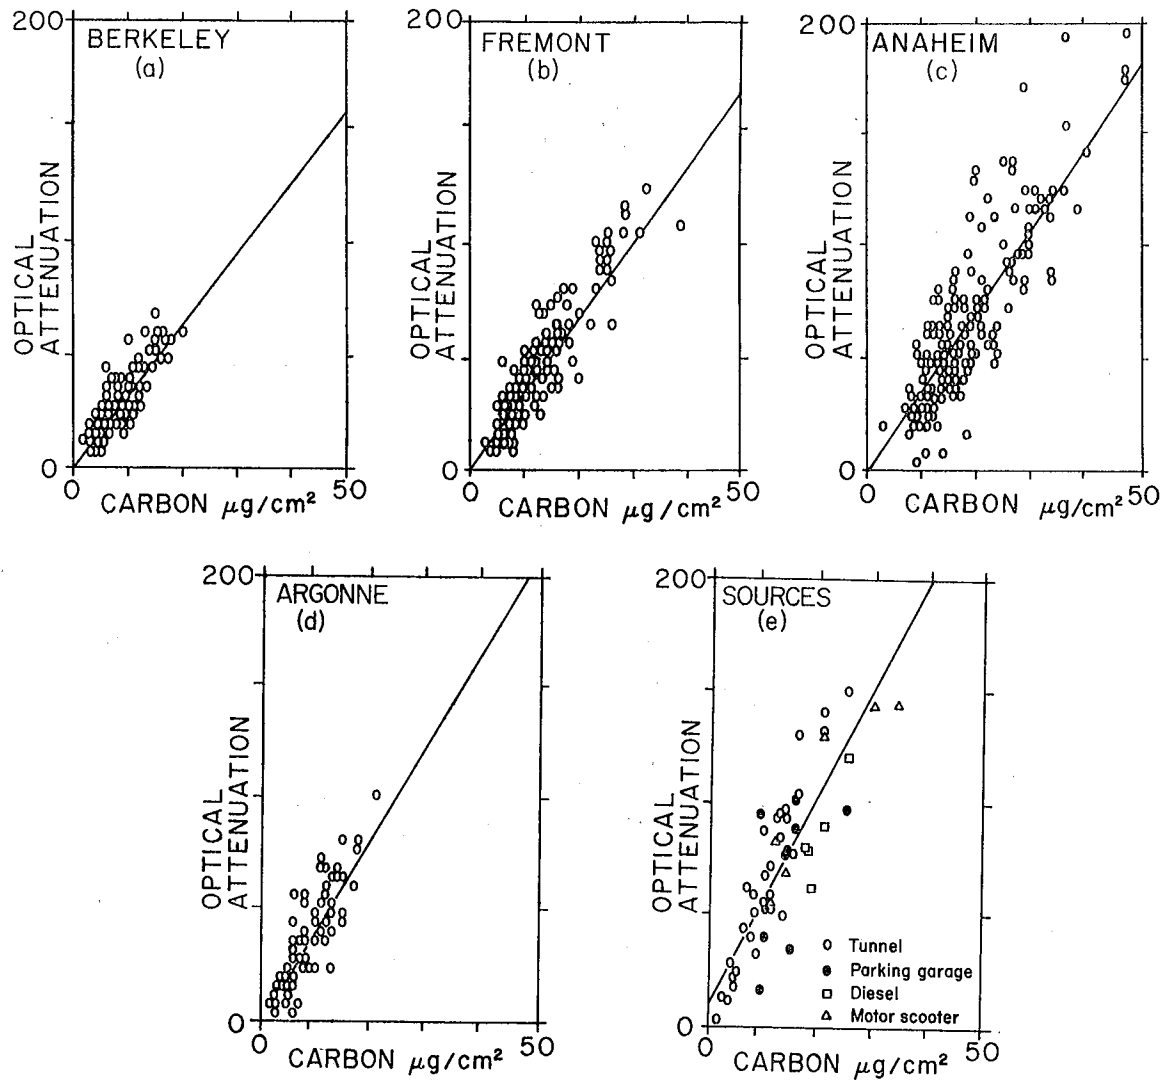 200
BERKELEY
(a)
OPTICAL
ATTENUATION
0
0
50
CARBON μg/cm²
200
FREMONT
(b)
OPTICAL
ATTENUATION
0
0
50
CARBON μg/cm²
200
ANAHEIM
(c)
OPTICAL
ATTENUATION
0
0
50
CARBON μg/cm²
200
ARGONNE
(d)
OPTICAL
ATTENUATION
0
0
50
CARBON μg/cm²
200
SOURCES
(e)
OPTICAL
ATTENUATION
Tunnel
Parking garage
Diesel
Motor scooter
0
0
50
CARBON μg/cm²